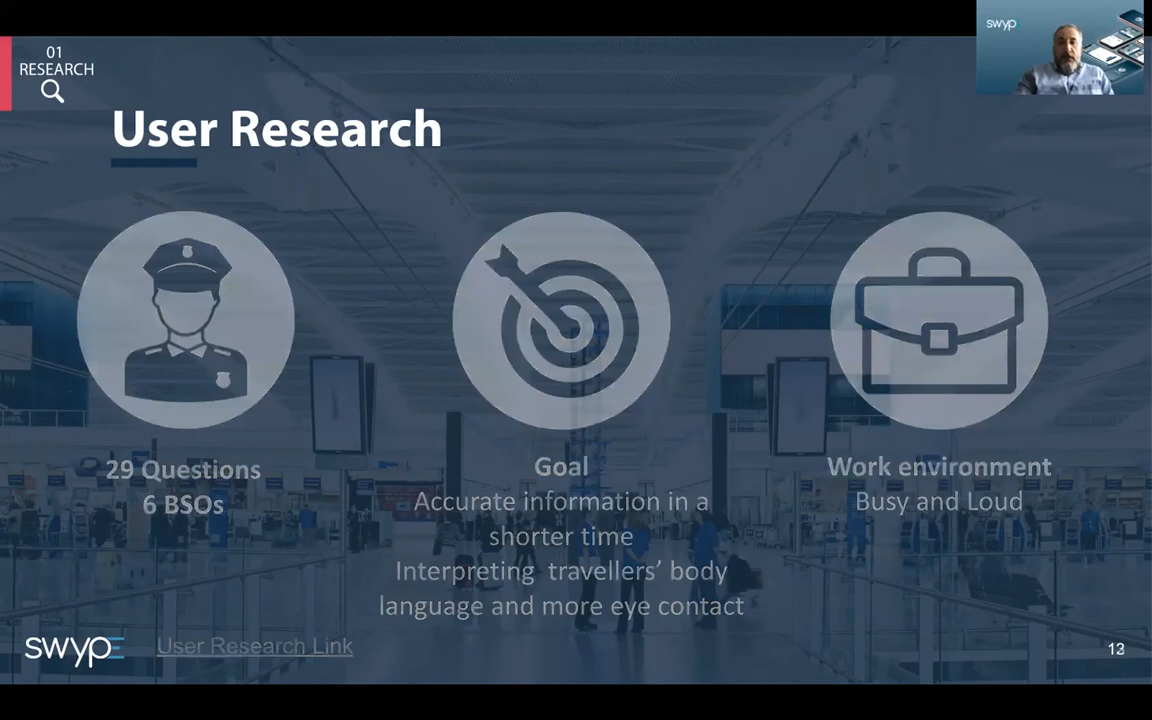 swyp
01
RESEARCH
User Research
29 Questions
6 BSOs
Goal
Accurate information in a
shorter time
Interpreting travellers’ body
language and more eye contact
Work environment
Busy and Loud
swype
User Research Link